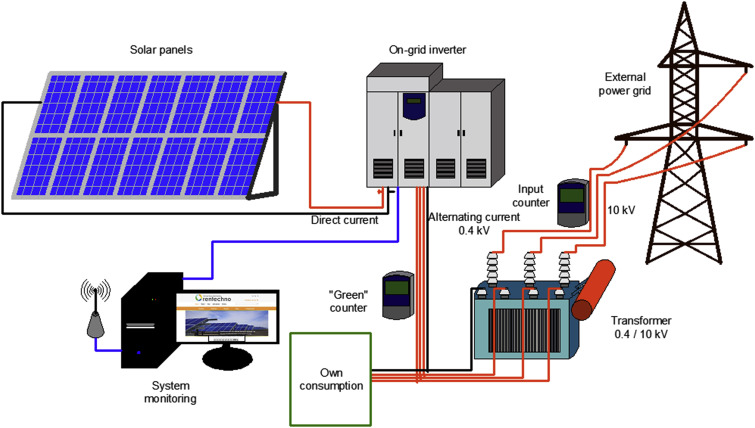 Solar panels
On-grid inverter
External
power grid
Direct current
Alternating current
0.4 kV
Input
counter
10 kV
"Green"
counter
rentechno
Own
consumption
Transformer
0.4 / 10 kV
System
monitoring